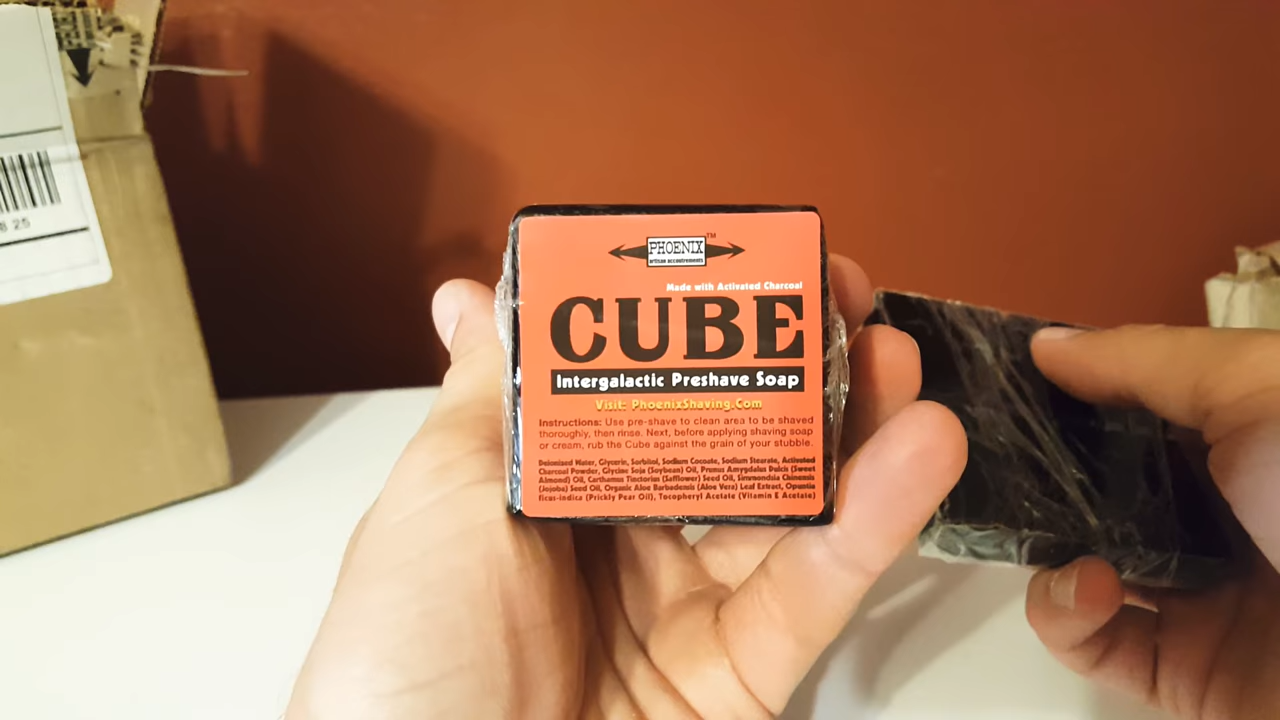 8 25
PHOENIX TM
artisan accoutrements
Made with Activated Charcoal
CUBE
Intergalactic Preshave Soap
Visit: PhoenixShaving.Com
Instructions: Use pre-shave to clean area to be shaved
thoroughly, then rinse. Next, before applying shaving soap
or cream, rub the Cube against the grain of your stubble.
Deionized Water, Glycerin, Sorbitol, Sodium Cocoate, Sodium Stearate, Activated
Charcoal Powder, Glycine Soja (Soybean) Oil, Prunus Amygdalus Dulcis (Sweet
Almond) Oil, Carthamus Tinctorius (Safflower) Seed Oil, Simmondsia Chinensis
(Jojoba) Seed Oil, Organic Aloe Barbadensis (Aloe Vera) Leaf Extract, Opuntia
ficus-indica (Prickly Pear Oil), Tocopheryl Acetate (Vitamin E Acetate)